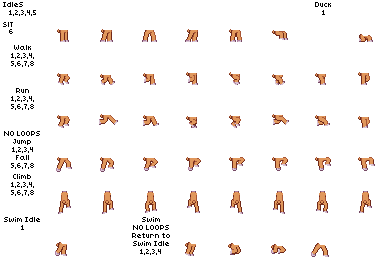 IdleS
1,2,3,4,5
Duck
1
SIT
6
Walk
1,2,3,4,
5,6,7,8
Run
1,2,3,4,
5,6,7,8
NO LOOPS
Jump
1,2,3,4
Fall
5,6,7,8
Climb
1,2,3,4,
5,6,7,8
Swim Idle
1
Swim
NO LOOPS
Return to
Swim Idle
1,2,3,4